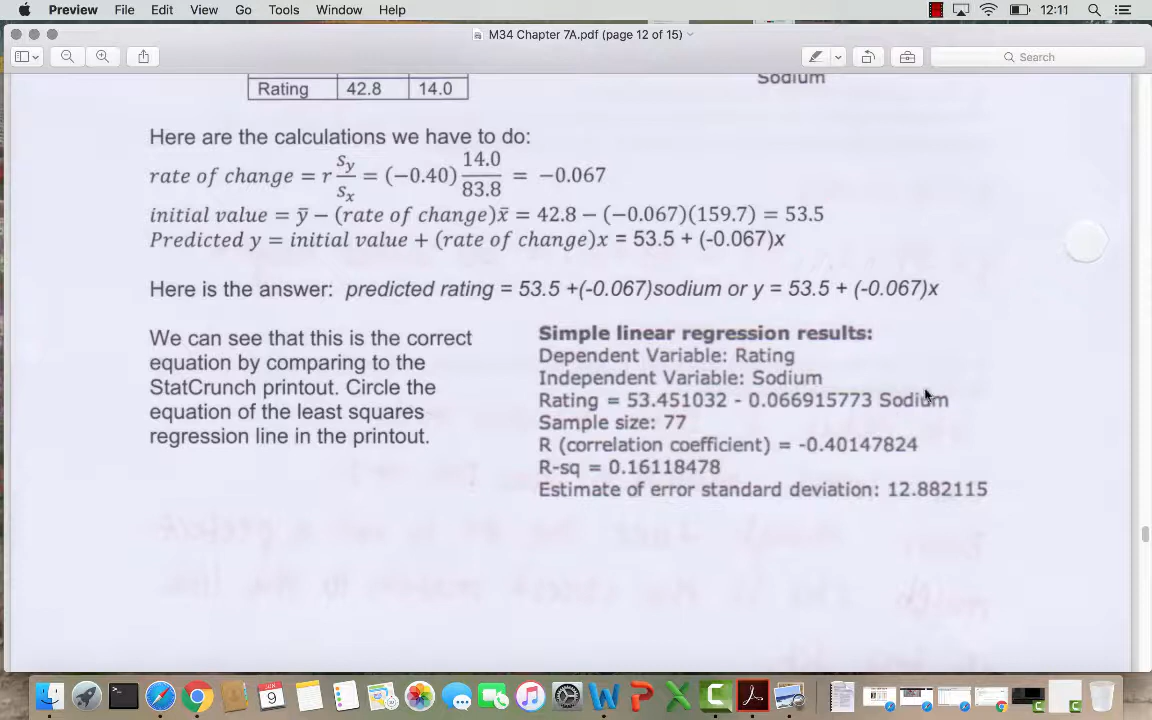 Preview File Edit View Go Tools Window Help 12:11
M34 Chapter 7A.pdf (page 12 of 15)
Search
Sodium
Rating 42.8 14.0
Here are the calculations we have to do:
rate of change = r s_y/s_x = (−0.40) 14.0/83.8 = −0.067
initial value = ȳ − (rate of change)x̄ = 42.8 − (−0.067)(159.7) = 53.5
Predicted y = initial value + (rate of change)x = 53.5 + (-0.067)x
Here is the answer: predicted rating = 53.5 +(-0.067)sodium or y = 53.5 + (-0.067)x
We can see that this is the correct
equation by comparing to the
StatCrunch printout. Circle the
equation of the least squares
regression line in the printout.
Simple linear regression results:
Dependent Variable: Rating
Independent Variable: Sodium
Rating = 53.451032 - 0.066915773 Sodium
Sample size: 77
R (correlation coefficient) = -0.40147824
R-sq = 0.16118478
Estimate of error standard deviation: 12.882115
9